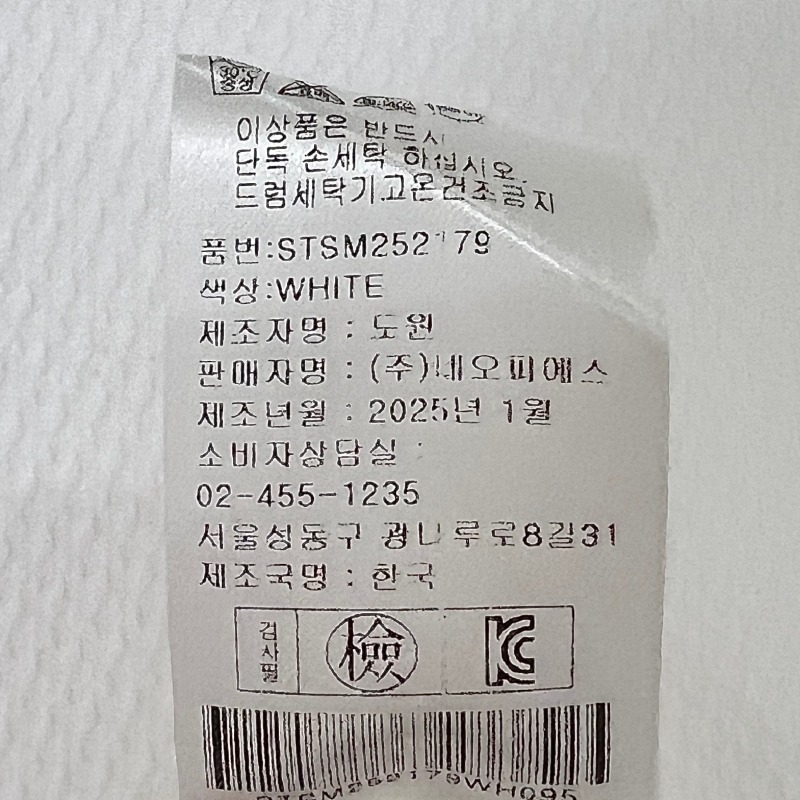 중성
이상품은 반드시
단독 손세탁 하십시오.
드럼세탁기고온건조금지
품번:STSM252179
색상:WHITE
제조자명 : 도원
판매자명 : (주)네오피에스
제조년월 : 2025년 1월
소비자상담실 :
02-455-1235
서울성동구 광나루로8길31
제조국명 : 한국
검사필 檢 KC